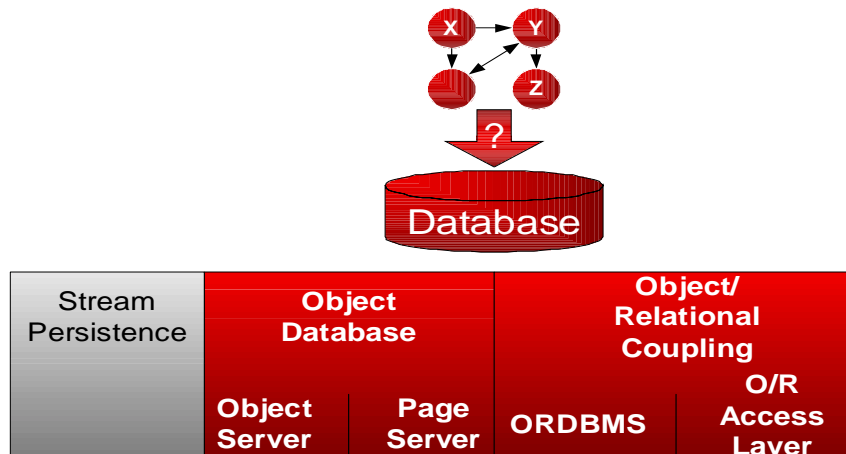 X Y
Z
?
Database
Stream
Persistence
Object
Database
Object/
Relational
Coupling
Object
Server
Page
Server
ORDBMS
O/R
Access
Layer